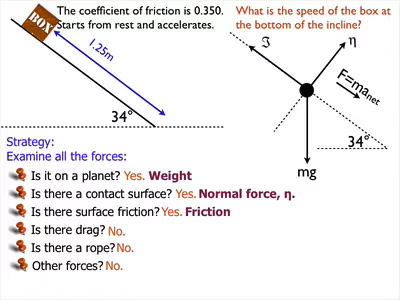 The coefficient of friction is 0.350.
Starts from rest and accelerates.
What is the speed of the box at
the bottom of the incline?
BOX
1.25m
34°
ℑ
η
F=ma net
34°
mg
Strategy:
Examine all the forces:
Is it on a planet? Yes. Weight
Is there a contact surface? Yes. Normal force, η.
Is there surface friction? Yes. Friction
Is there drag? No.
Is there a rope? No.
Other forces? No.